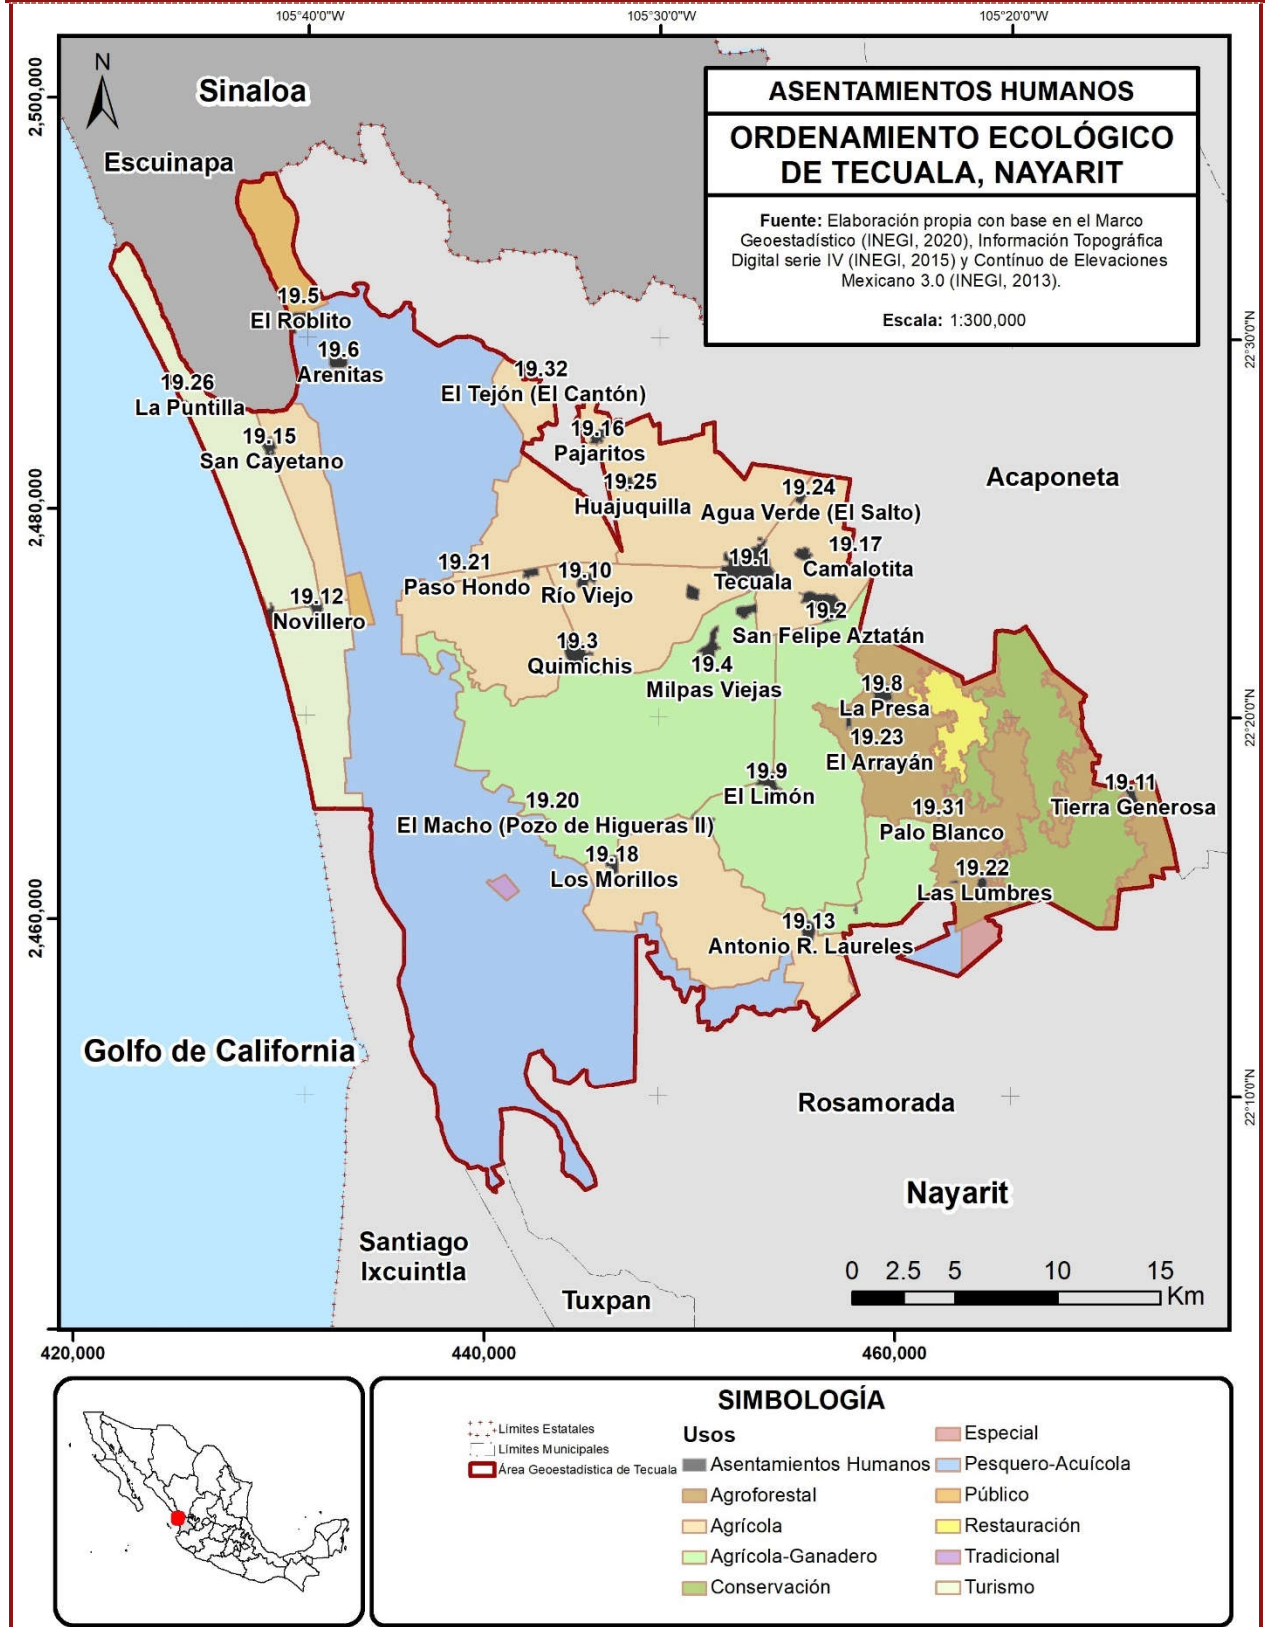 105°40'0"W
105°30'0"W
105°20'0"W
N
Sinaloa
Escuinapa
ASENTAMIENTOS HUMANOS
ORDENAMIENTO ECOLÓGICO
DE TECUALA, NAYARIT
Fuente: Elaboración propia con base en el Marco
Geoestadístico (INEGI, 2020), Información Topográfica
Digital serie IV (INEGI, 2015) y Contínuo de Elevaciones
Mexicano 3.0 (INEGI, 2013).
Escala: 1:300,000
2,500,000
2,480,000
2,460,000
22°30'0"N
22°20'0"N
22°10'0"N
19.5
El Roblito
19.6
Arenitas
19.32
El Tejón (El Cantón)
19.26
La Puntilla
19.15
San Cayetano
19.16
Pajaritos
19.25
Huajuquilla
19.24
Agua Verde (El Salto)
Acaponeta
19.17
Camalotita
19.1
Tecuala
19.21
Paso Hondo
19.10
Río Viejo
19.12
Novillero
19.2
San Felipe Aztatán
19.3
Quimichis
19.4
Milpas Viejas
19.8
La Presa
19.23
El Arrayán
19.9
El Limón
19.11
Tierra Generosa
19.20
El Macho (Pozo de Higueras II)
19.31
Palo Blanco
19.18
Los Morillos
19.22
Las Lumbres
19.13
Antonio R. Laureles
Golfo de California
Rosamorada
Nayarit
Santiago
Ixcuintla
Tuxpan
0 2.5 5 10 15
Km
420,000
440,000
460,000
SIMBOLOGÍA
Límites Estatales
Límites Municipales
Área Geoestadística de Tecuala
Usos
Asentamientos Humanos
Agroforestal
Agrícola
Agrícola-Ganadero
Conservación
Especial
Pesquero-Acuícola
Público
Restauración
Tradicional
Turismo